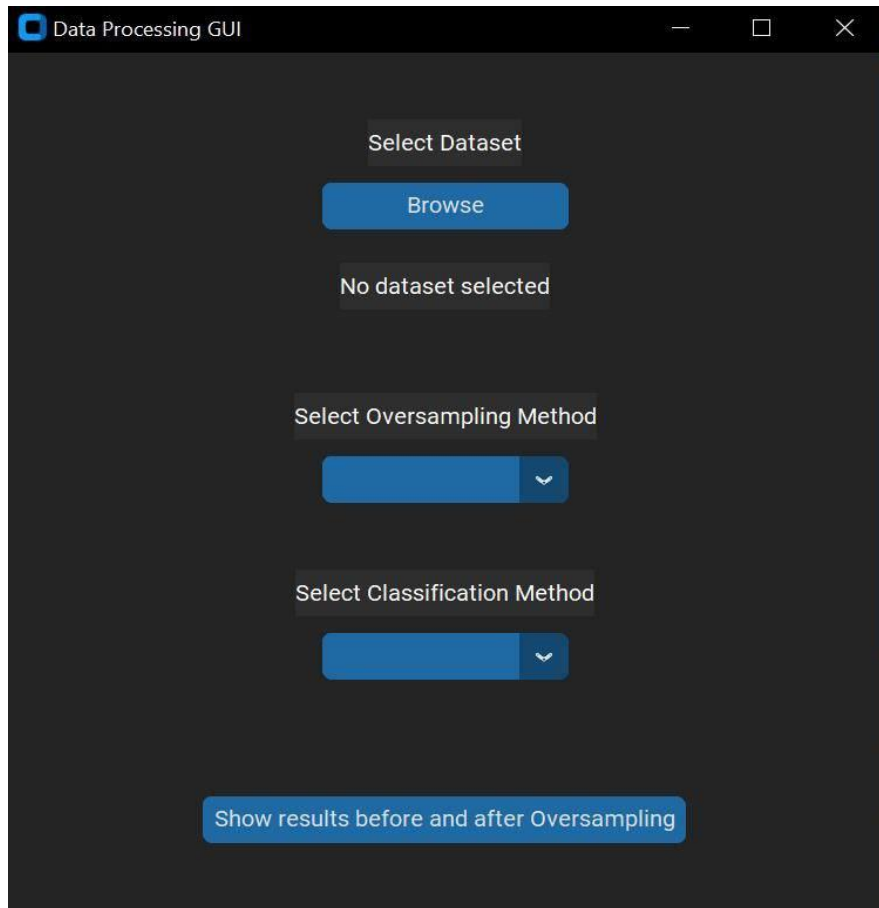 Data Processing GUI
Select Dataset
Browse
No dataset selected
Select Oversampling Method
Select Classification Method
Show results before and after Oversampling